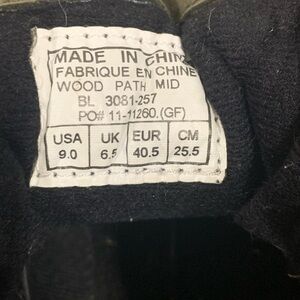 MADE IN CHINA
FABRIQUE EN CHINE
WOOD PATH MID
BL 3081-257
PO# 11-11260.(GF)
USA UK EUR CM
9.0 6.5 40.5 25.5